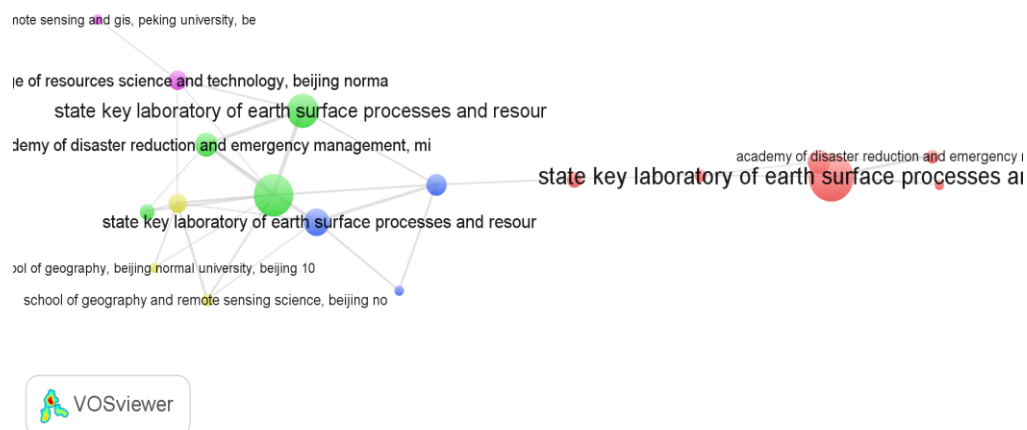 note sensing and gis, peking university, be
ge of resources science and technology, beijing norma
state key laboratory of earth surface processes and resour
demy of disaster reduction and emergency management, mi
academy of disaster reduction and emergency r
state key laboratory of earth surface processes ar
state key laboratory of earth surface processes and resour
ool of geography, beijing normal university, beijing 10
school of geography and remote sensing science, beijing no
VOSviewer